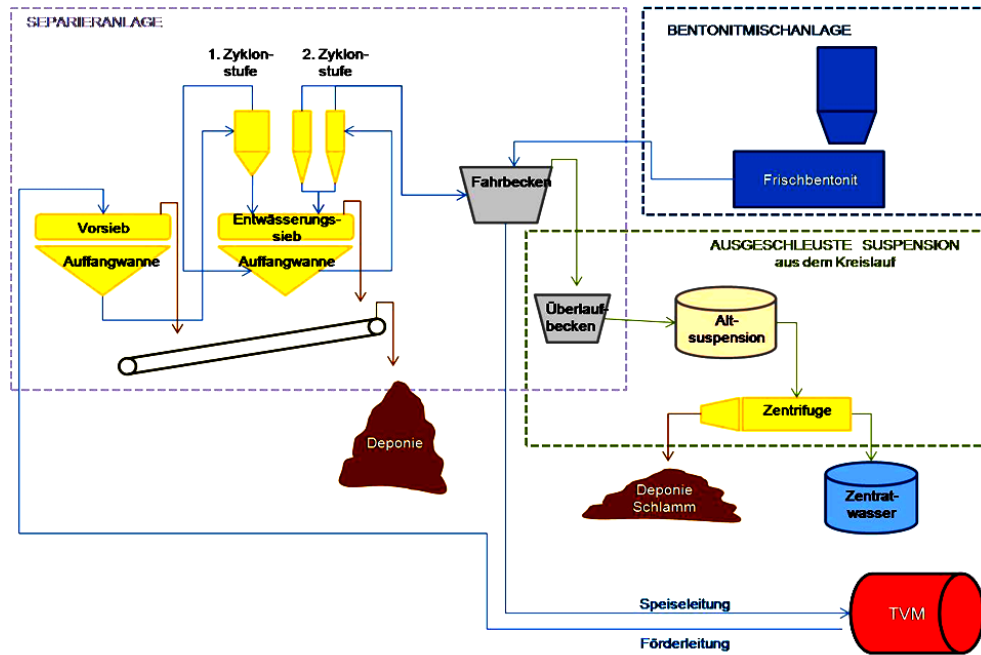 SEPARIERANLAGE
1. Zyklon-
stufe
2. Zyklon-
stufe
Vorsieb
Auffangwanne
Entwässerungs-
sieb
Auffangwanne
Fahrbecken
BENTONITMISCHANLAGE
Frischbentonit
AUSGESCHLEUSTE SUSPENSION
aus dem Kreislauf
Überlauf-
becken
Alt-
suspension
Zentrifuge
Deponie
Deponie
Schlamm
Zentrat-
wasser
Speiseleitung
Förderleitung
TVM